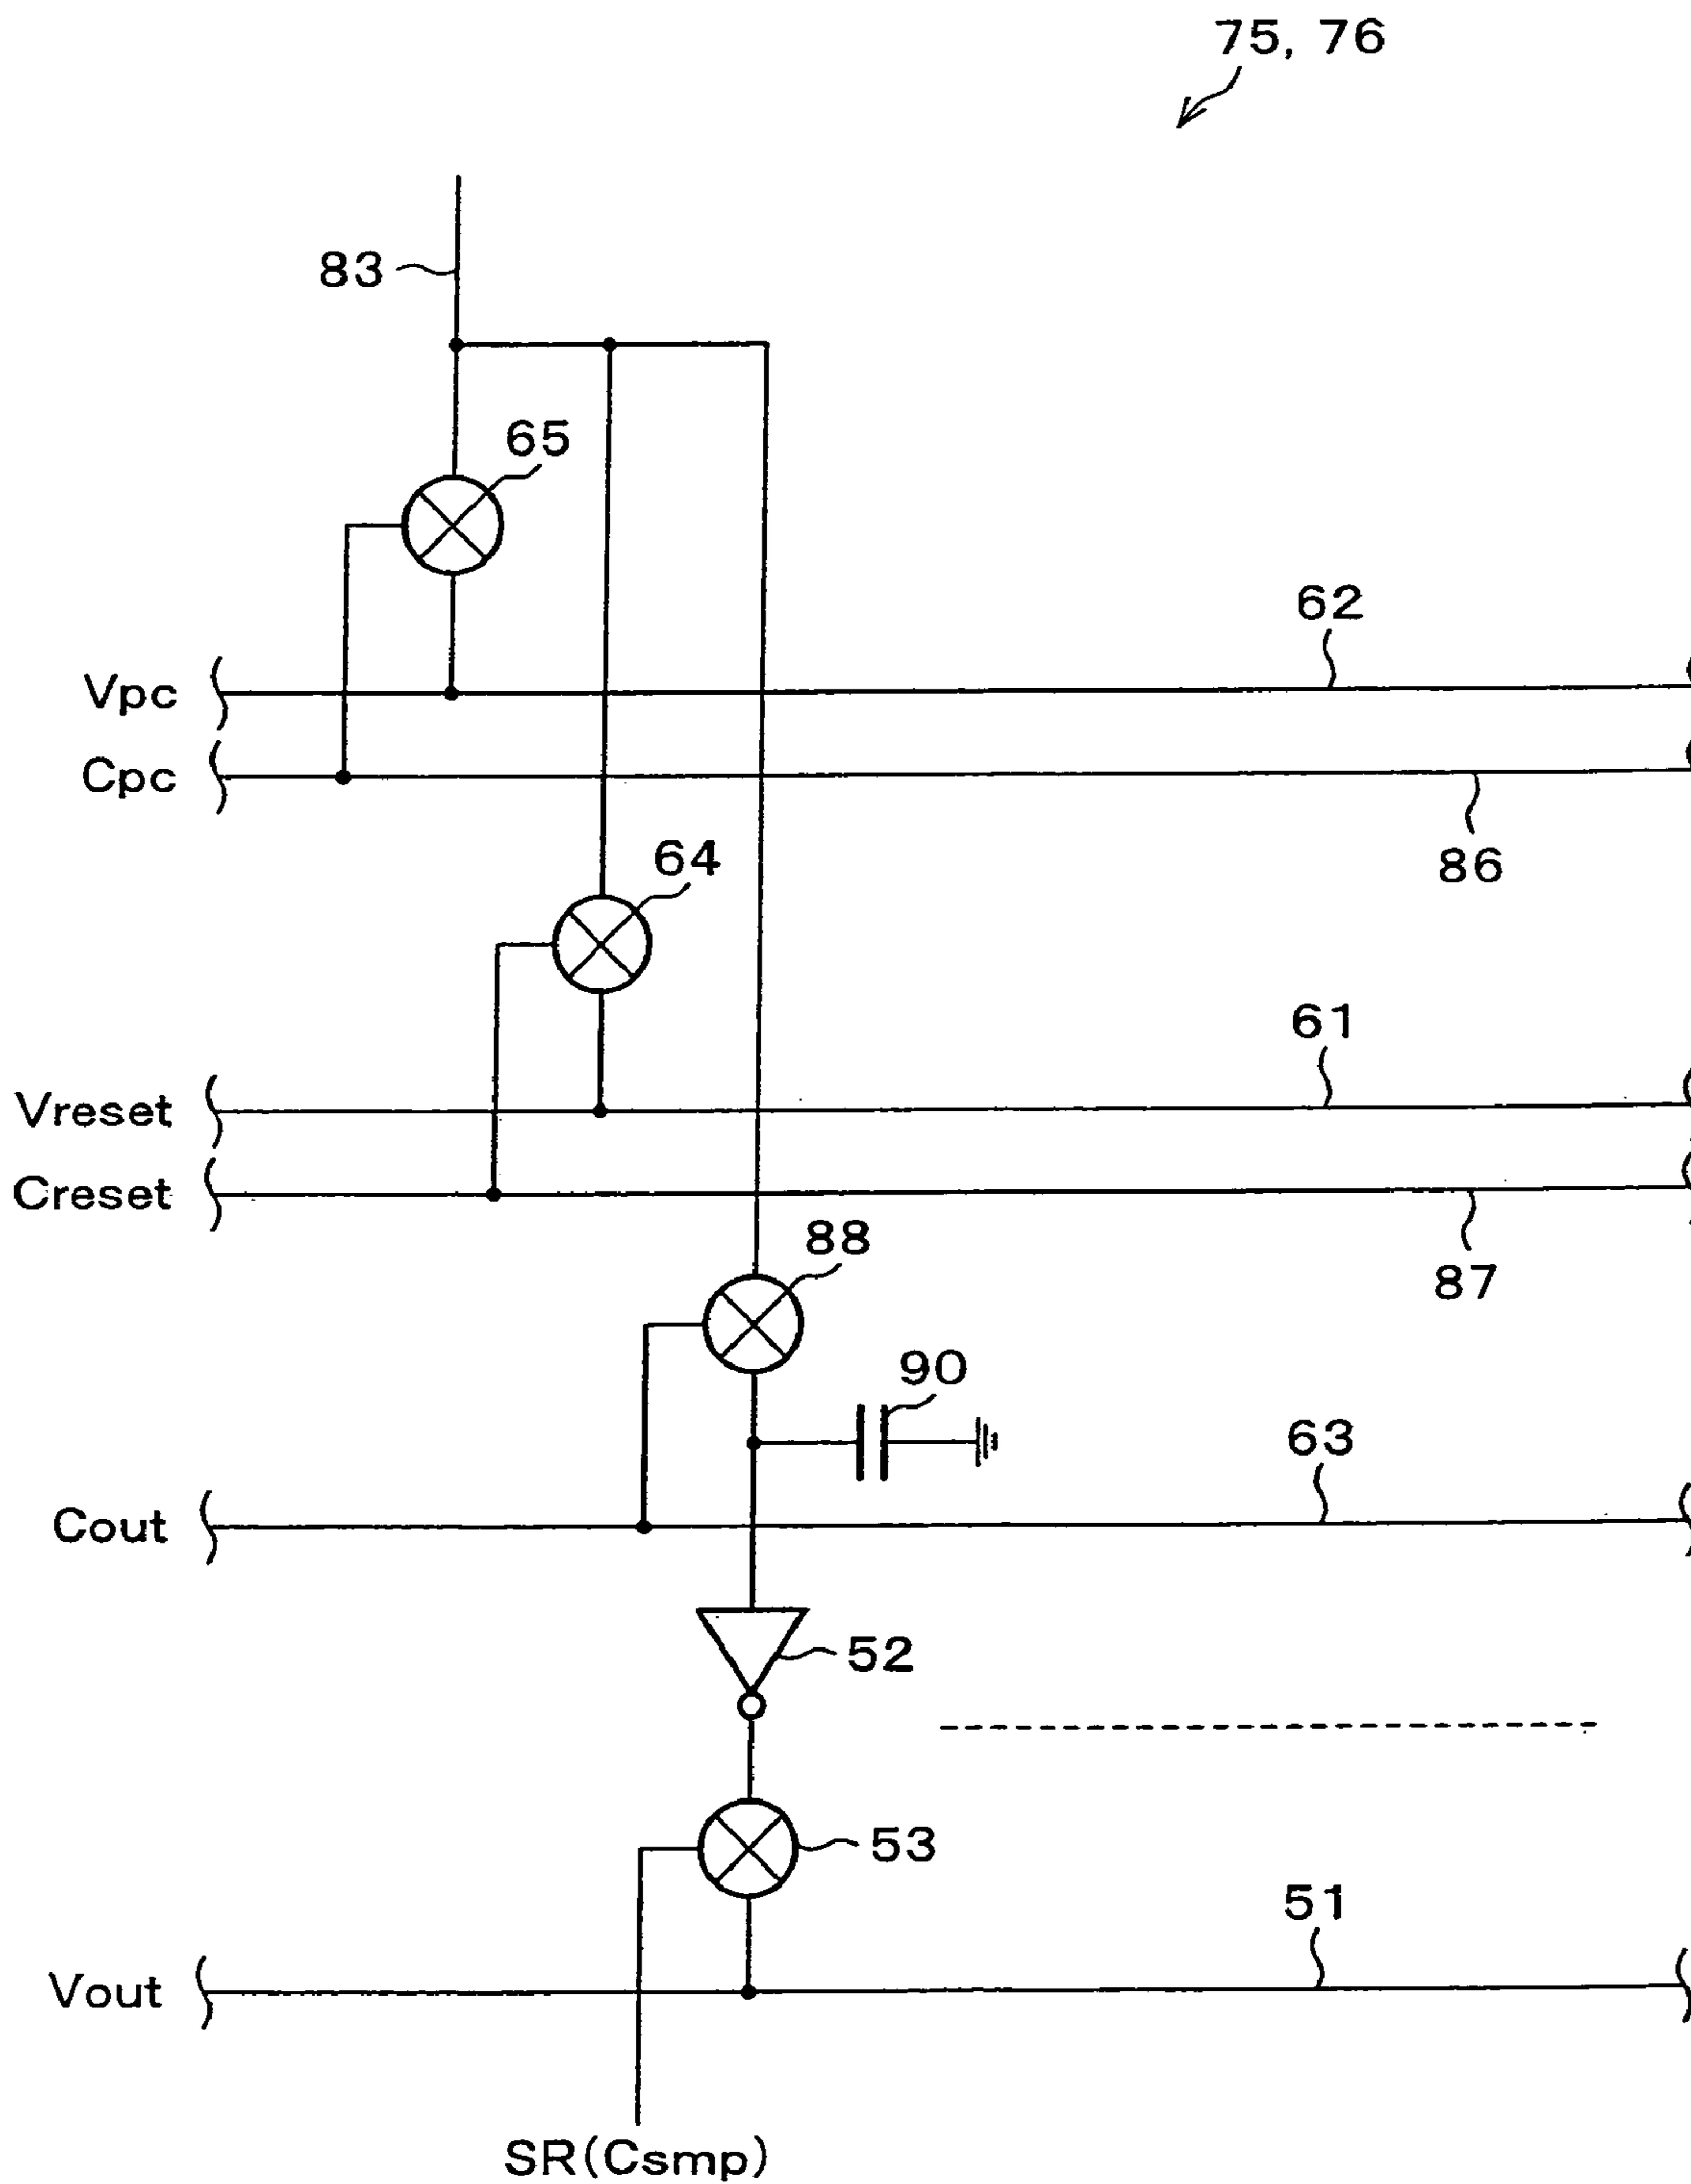 75, 76
83
65
62
Vpc
Cpc
86
64
61
Vreset
Creset
88
87
90
63
Cout
52
53
51
Vout
SR(Csmp)